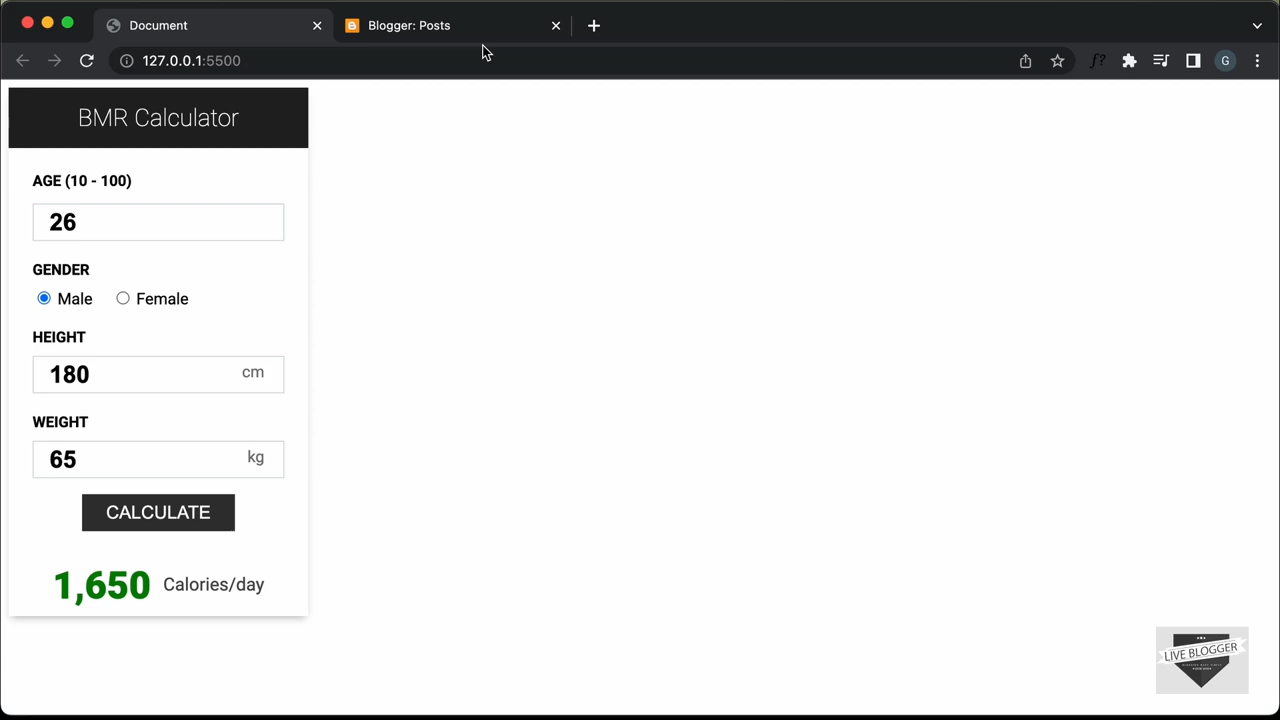 Document
Blogger: Posts
127.0.0.1:5500
G
BMR Calculator
AGE (10 - 100)
26
GENDER
Male Female
HEIGHT
180 cm
WEIGHT
65 kg
CALCULATE
1,650 Calories/day
LIVE BLOGGER